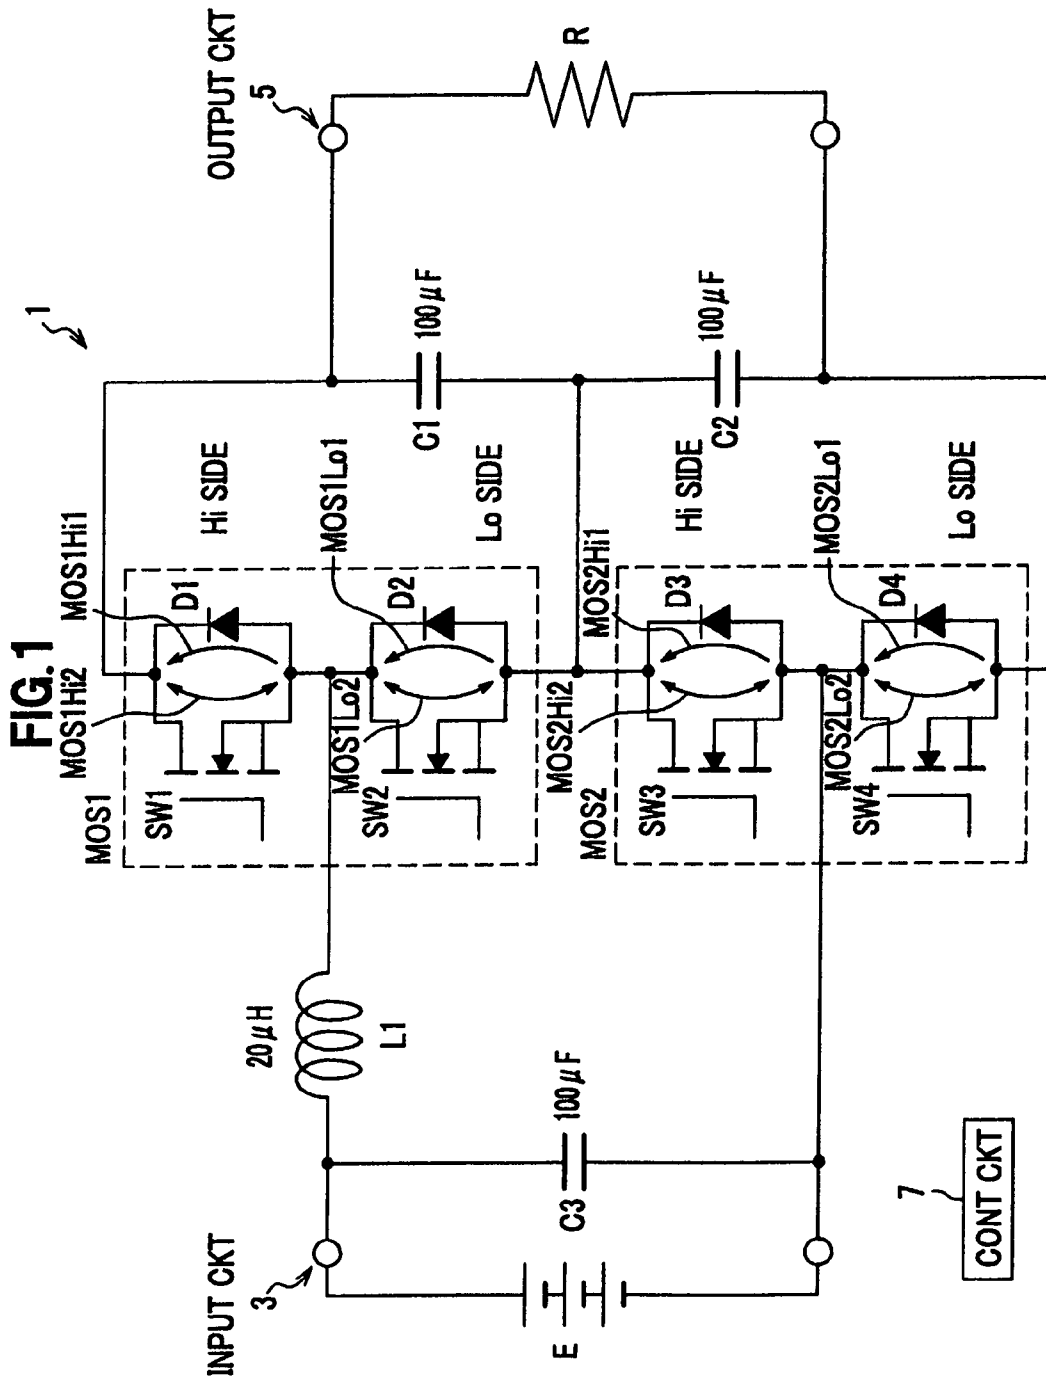 FIG.1
1
INPUT CKT
3
OUTPUT CKT
5
MOS1
MOS1Hi2
MOS1Hi1
SW1
D1
Hi SIDE
20μH
L1
MOS1Lo2
MOS1Lo1
SW2
D2
Lo SIDE
C1
100μF
R
E
C3
100μF
MOS2
MOS2Hi2
MOS2Hi1
SW3
D3
Hi SIDE
C2
100μF
MOS2Lo2
MOS2Lo1
SW4
D4
Lo SIDE
7
CONT CKT